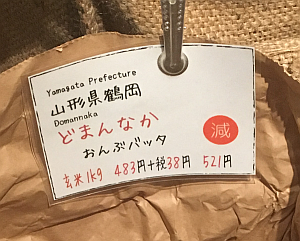 Yamagata Prefecture
山形県鶴岡
Domannaka
どまんなか
おんぶバッタ
減
玄米1kg 483円+税38円 521円